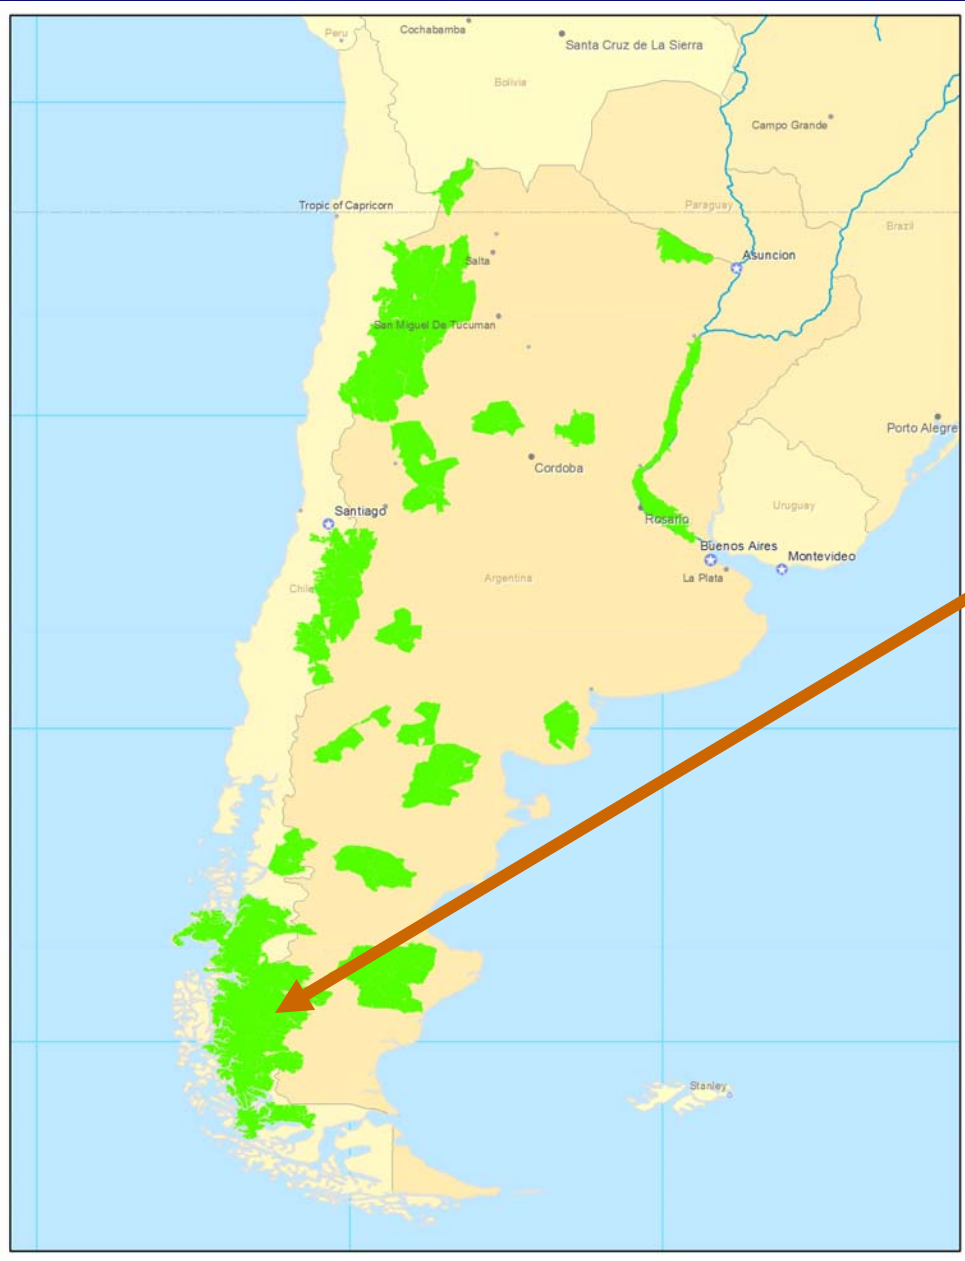 Peru
Cochabamba
Santa Cruz de La Sierra
Bolivia
Campo Grande
Tropic of Capricorn
Paraguay
Brazil
Salta
Asuncion
San Miguel De Tucuman
Porto Alegre
Cordoba
Santiago
Rosario
Uruguay
Buenos Aires
Montevideo
La Plata
Argentina
Chile
Stanley